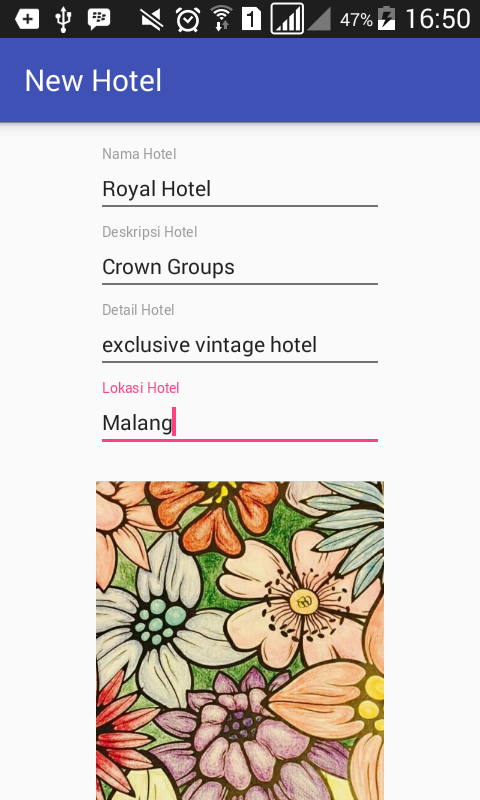 1
47%
16:50
New Hotel
Nama Hotel
Royal Hotel
Deskripsi Hotel
Crown Groups
Detail Hotel
exclusive vintage hotel
Lokasi Hotel
Malang